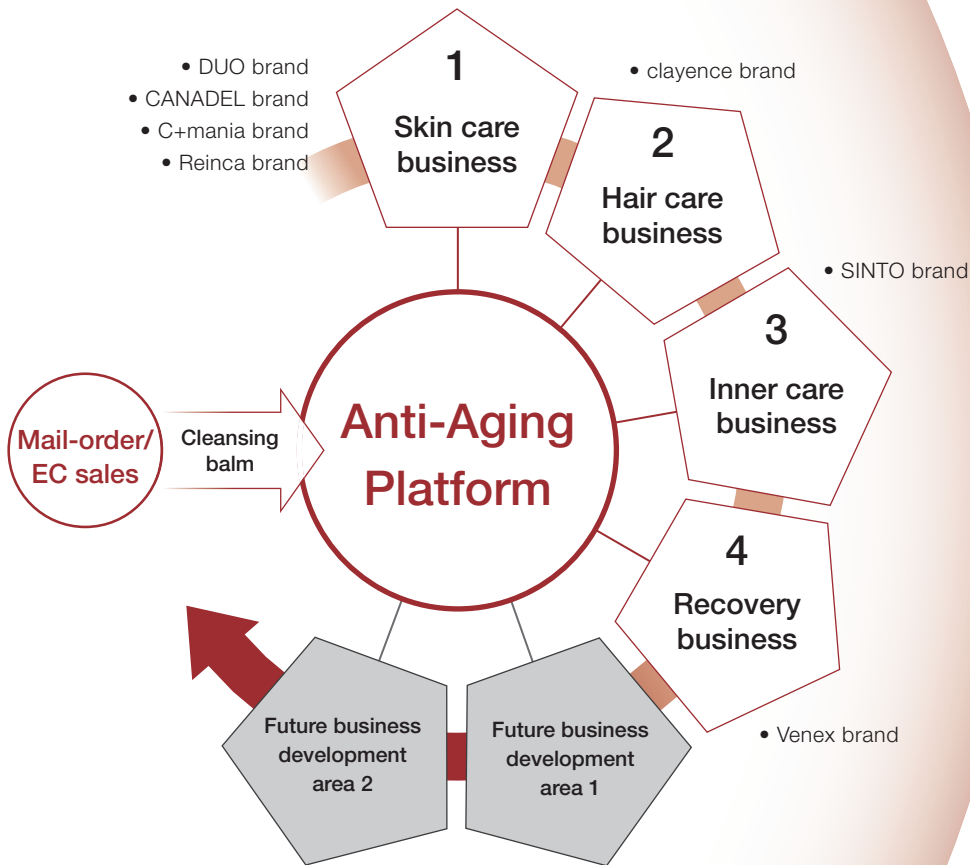 • DUO brand
• CANADEL brand
• C+mania brand
• Reinca brand
1
Skin care
business
• clayence brand
2
Hair care
business
• SINTO brand
3
Inner care
business
Mail-order/
EC sales
Cleansing
balm
Anti-Aging
Platform
4
Recovery
business
• Venex brand
Future business
development
area 1
Future business
development
area 2